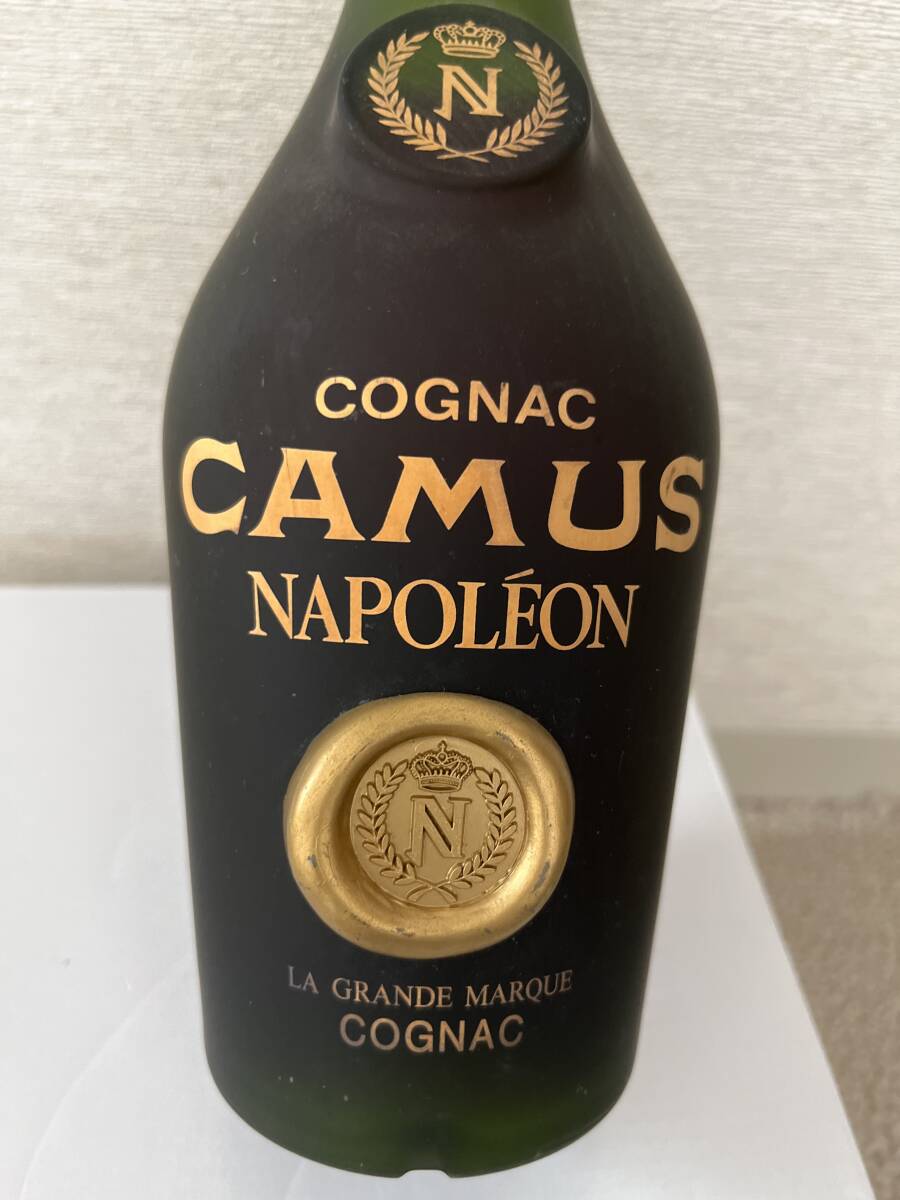 N
COGNAC
CAMUS
NAPOLÉON
N
LA GRANDE MARQUE
COGNAC